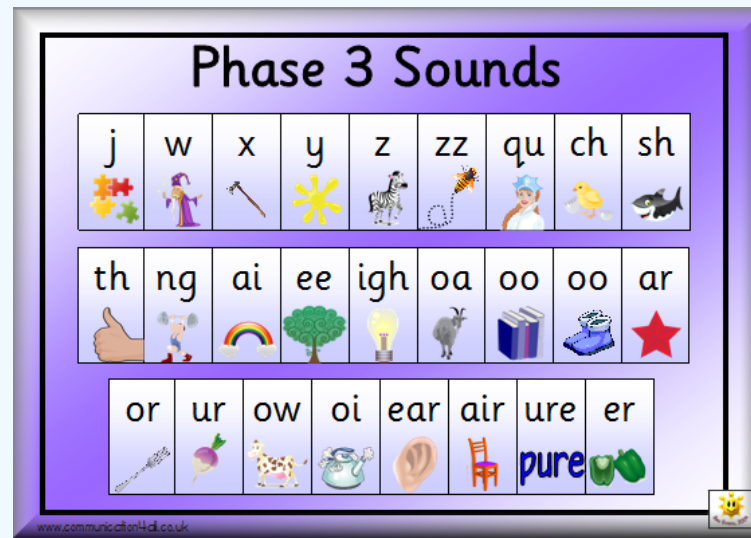 Phase 3 Sounds
j w x y z zz qu ch sh
th ng ai ee igh oa oo oo ar
or ur ow oi ear air ure er
pure
www.communication4all.co.uk